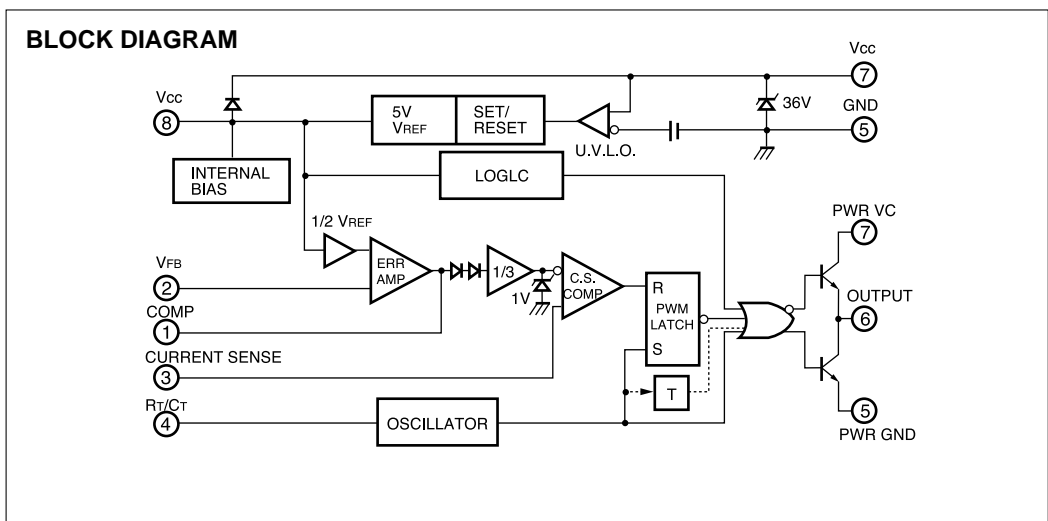 BLOCK DIAGRAM
Vcc
7
Vcc
8
5V
VREF
SET/
RESET
36V
GND
5
U.V.L.O.
INTERNAL
BIAS
LOGLC
1/2 VREF
PWR VC
7
VFB
2
ERR
AMP
1/3
C.S.
COMP
1V
R
PWM
LATCH
S
OUTPUT
6
COMP
1
CURRENT SENSE
3
T
RT/CT
4
OSCILLATOR
5
PWR GND